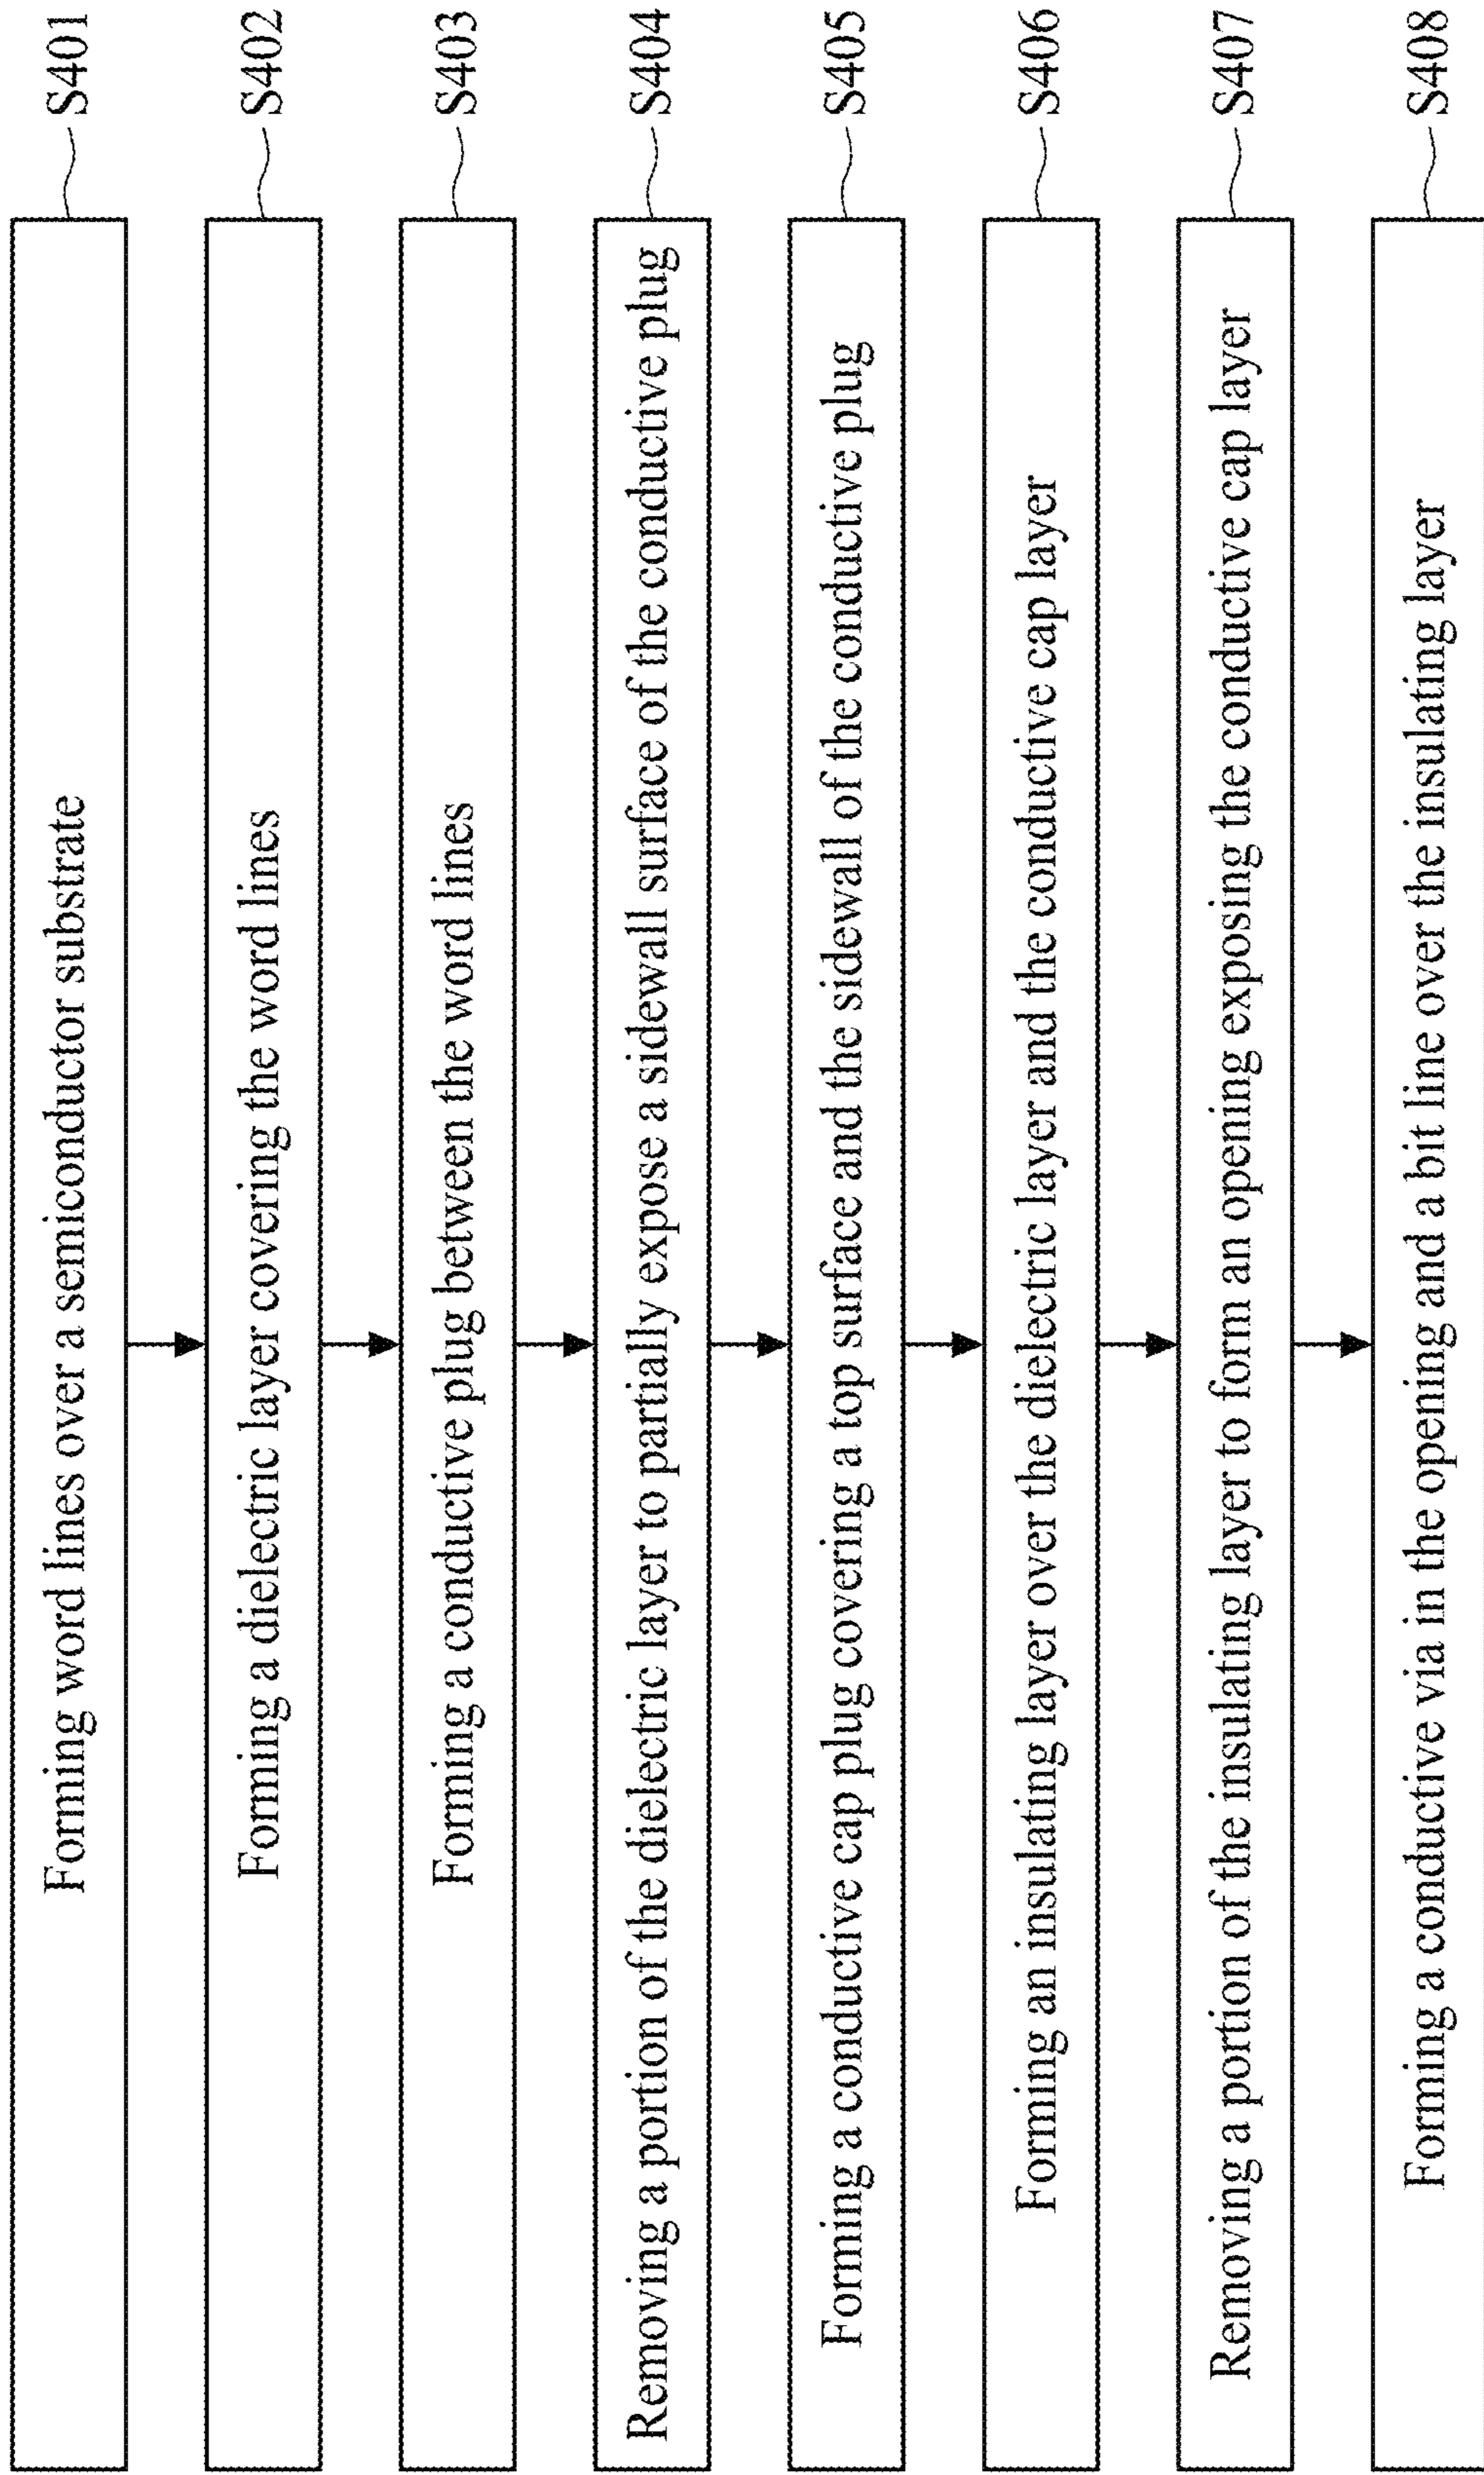 Forming word lines over a semiconductor substrate
S401
Forming a dielectric layer covering the word lines
S402
Forming a conductive plug between the word lines
S403
Removing a portion of the dielectric layer to partially expose a sidewall surface of the conductive plug
S404
Forming a conductive cap plug covering a top surface and the sidewall of the conductive plug
S405
Forming an insulating layer over the dielectric layer and the conductive cap layer
S406
Removing a portion of the insulating layer to form an opening exposing the conductive cap layer
S407
Forming a conductive via in the opening and a bit line over the insulating layer
S408